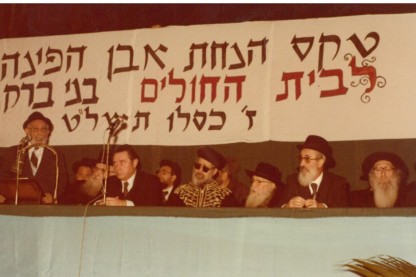 טקס הנחת אבן הפינה
לבית החולים בני ברק
ז' כסלו תשל"ט